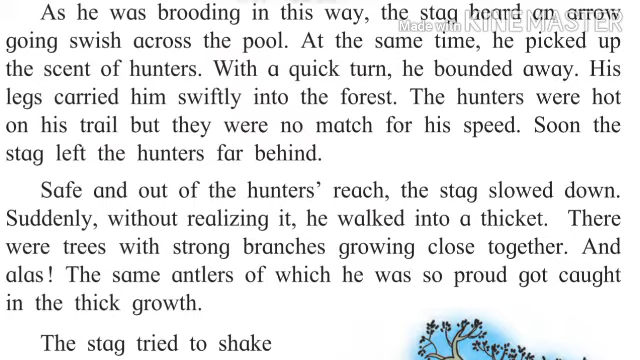 As he was brooding in this way, the stag heard an arrow
Made with KINEMASTER
going swish across the pool. At the same time, he picked up
the scent of hunters. With a quick turn, he bounded away. His
legs carried him swiftly into the forest. The hunters were hot
on his trail but they were no match for his speed. Soon the
stag left the hunters far behind.
Safe and out of the hunters’ reach, the stag slowed down.
Suddenly, without realizing it, he walked into a thicket. There
were trees with strong branches growing close together. And
alas! The same antlers of which he was so proud got caught
in the thick growth.
The stag tried to shake